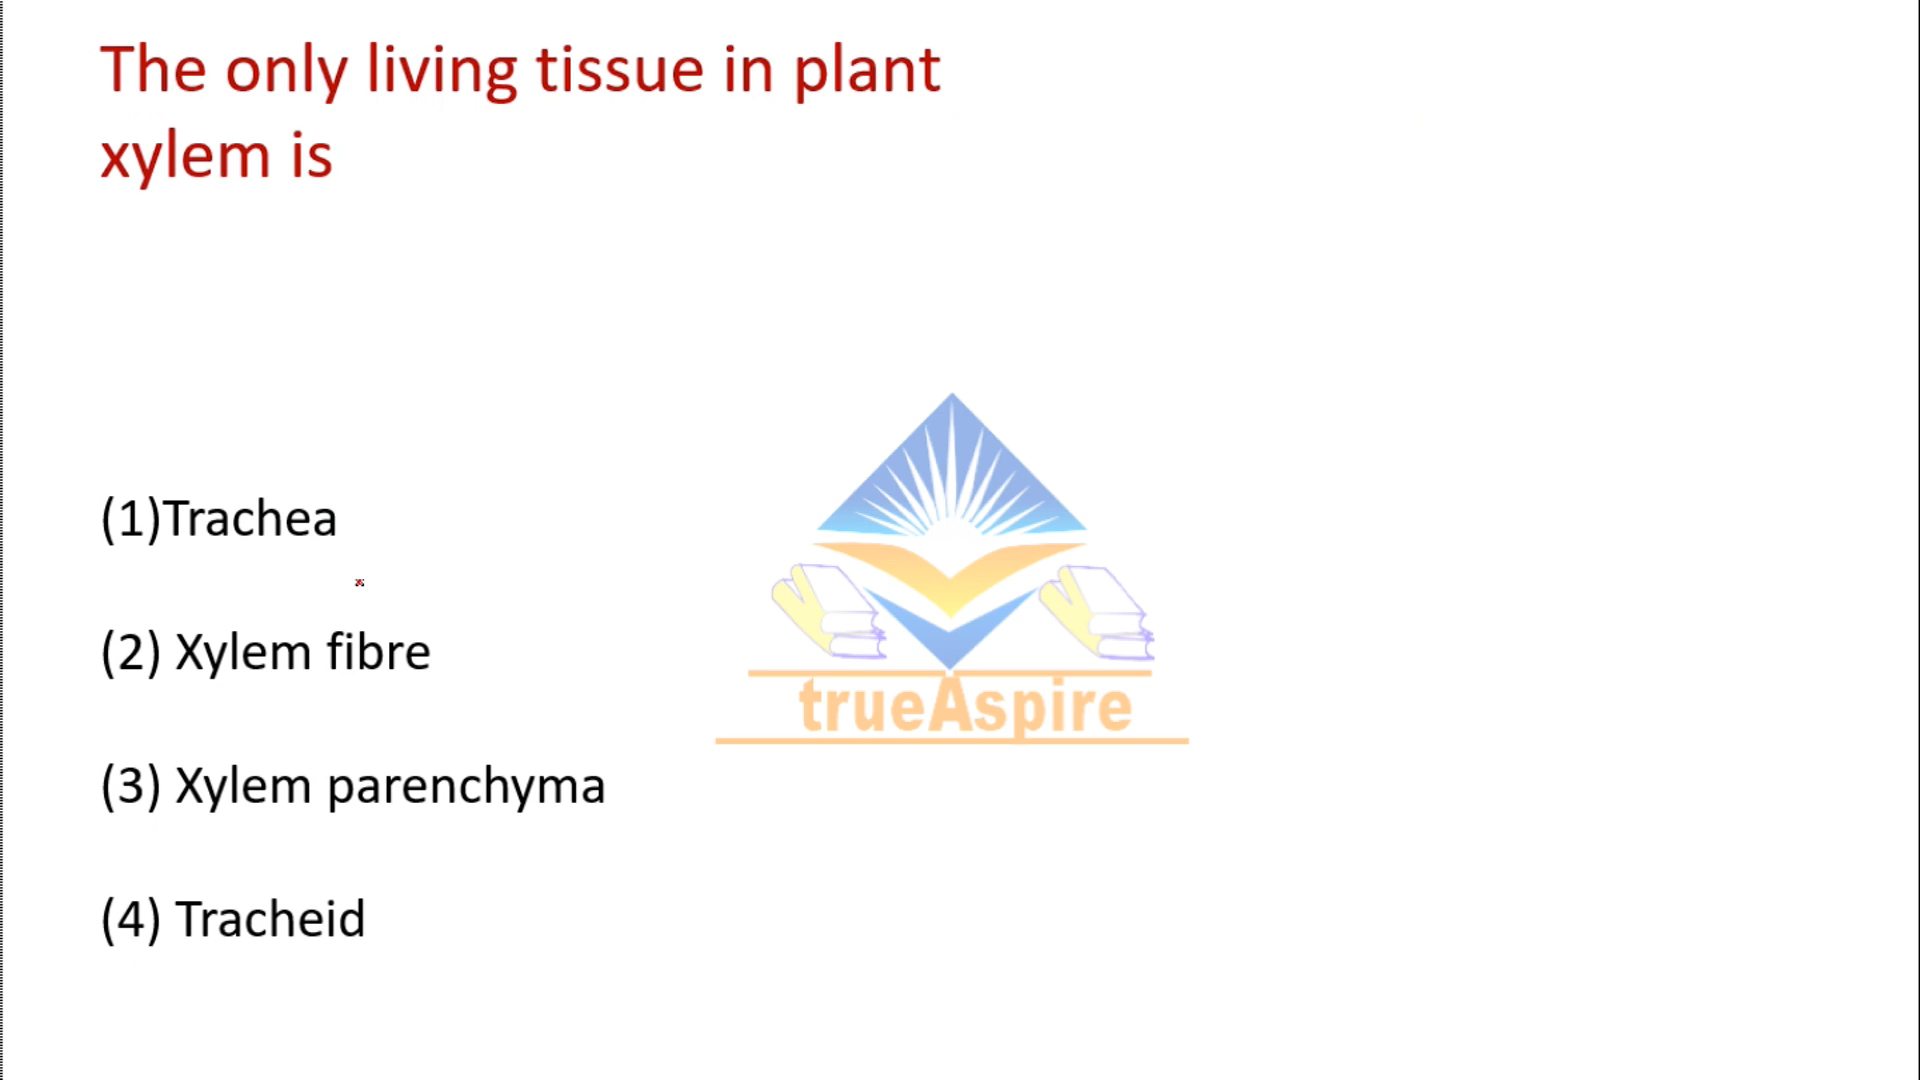 The only living tissue in plant
xylem is
(1)Trachea
(2) Xylem fibre
trueAspire
(3) Xylem parenchyma
(4) Tracheid